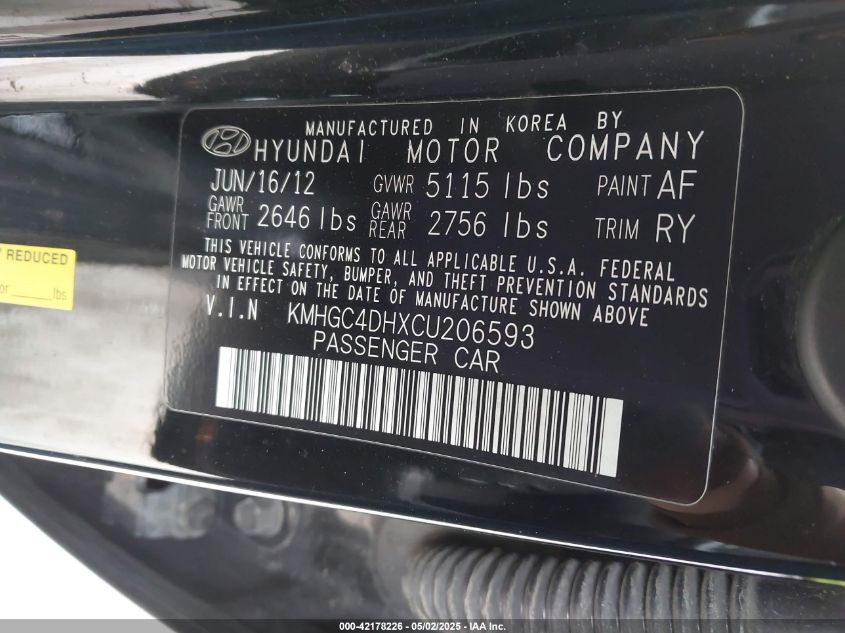 MANUFACTURED IN KOREA BY
HYUNDAI MOTOR COMPANY
JUN/16/12 GVWR 5115 lbs PAINT AF
GAWR FRONT 2646 lbs GAWR REAR 2756 lbs TRIM RY
THIS VEHICLE CONFORMS TO ALL APPLICABLE U.S.A. FEDERAL
MOTOR VEHICLE SAFETY, BUMPER, AND THEFT PREVENTION STANDARDS
IN EFFECT ON THE DATE OF MANUFACTURE SHOWN ABOVE
V.I.N KMHGC4DHXCU206593
PASSENGER CAR
REDUCED
or ____ lbs
000-42178226 - 05/02/2025 - IAA Inc.